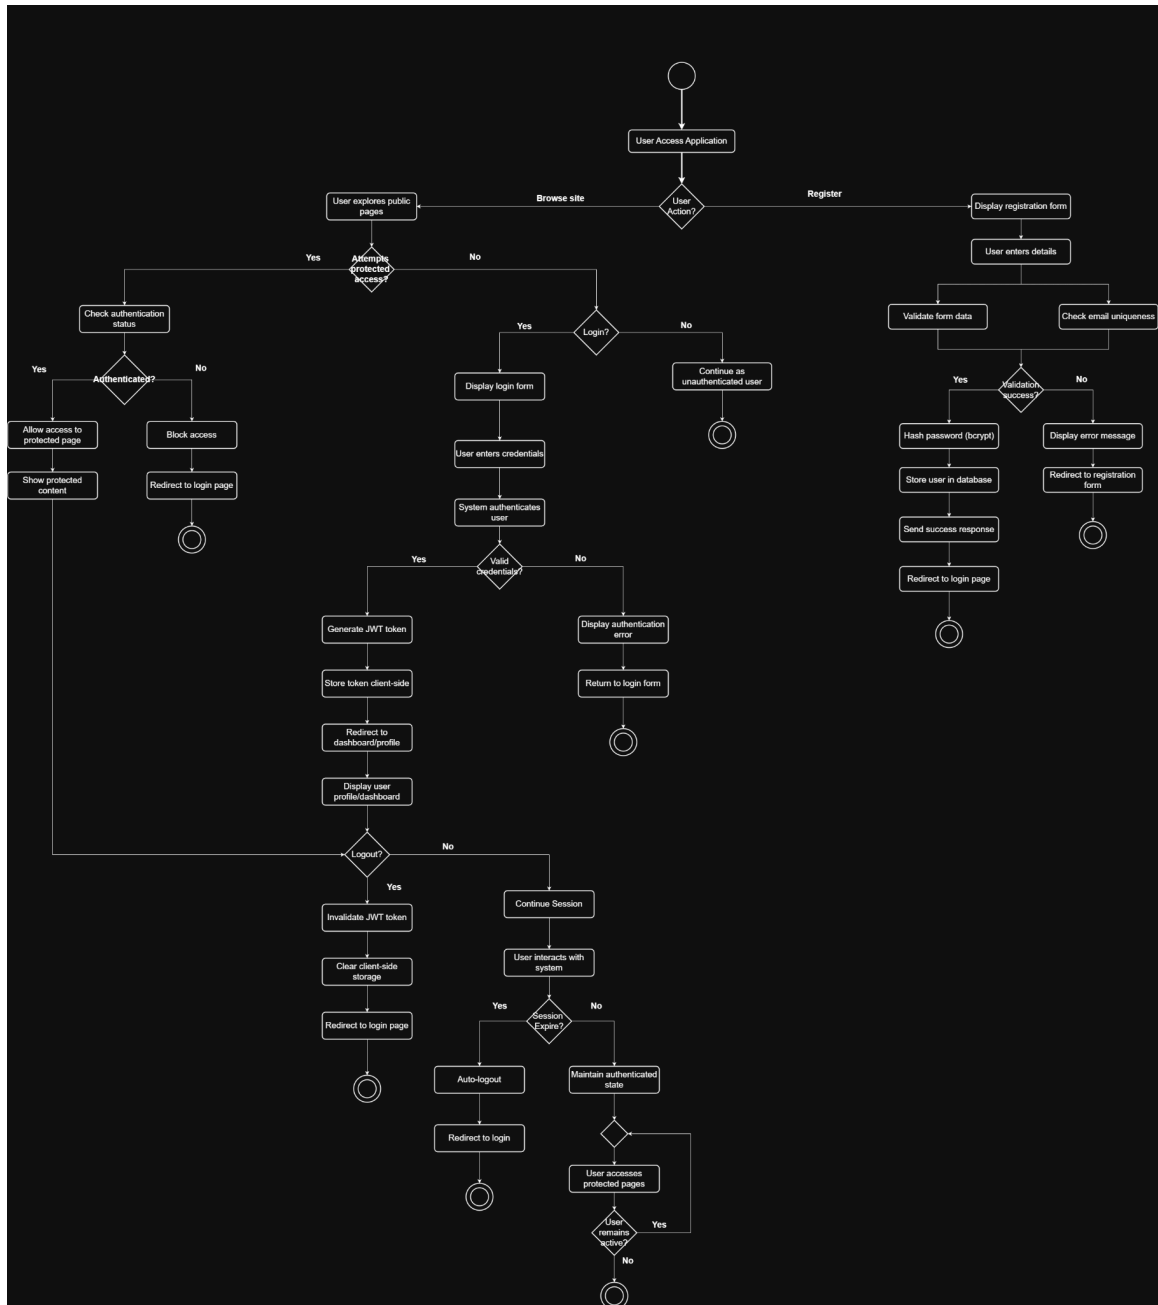 User Access Application
User
Action?
Browse site
Register
User explores public
pages
Display registration form
User enters details
Attempts
protected
access?
Yes
No
Check authentication
status
Login?
Yes
No
Validate form data
Check email uniqueness
Authenticated?
Yes
No
Display login form
Continue as
unauthenticated user
Validation
success?
Yes
No
Allow access to
protected page
Block access
User enters credentials
Hash password (bcrypt)
Display error message
Show protected
content
Redirect to login page
System authenticates
user
Store user in database
Redirect to registration
form
Send success response
Valid
credentials?
Yes
No
Redirect to login page
Generate JWT token
Display authentication
error
Store token client-side
Return to login form
Redirect to
dashboard/profile
Display user
profile/dashboard
Logout?
No
Yes
Invalidate JWT token
Continue Session
Clear client-side
storage
User interacts with
system
Redirect to login page
Session
Expire?
Yes
No
Auto-logout
Maintain authenticated
state
Redirect to login
User accesses
protected pages
User
remains
active?
Yes
No